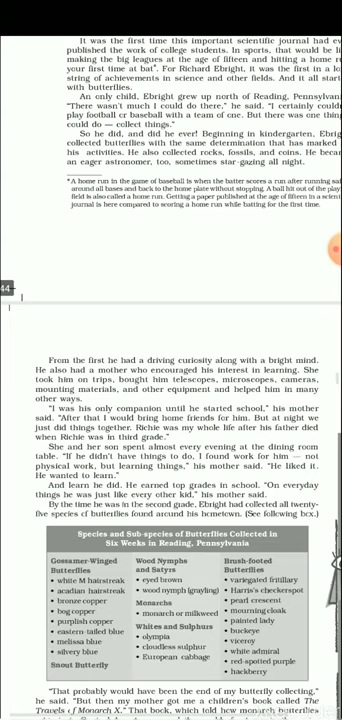 It was the first time this important scientific journal had ev
published the work of college students. In sports, that would be li
making the big leagues at the age of fifteen and hitting a home r
your first time at bat*. For Richard Ebright, it was the first in a lo
string of achievements in science and other fields. And it all start
with butterflies.
An only child, Ebright grew up north of Reading, Pennsylvani
“There wasn't much I could do there,” he said. “I certainly could
play football or baseball with a team of one. But there was one thin
could do — collect things.”
So he did, and did he ever! Beginning in kindergarten, Ebrig
collected butterflies with the same determination that has marked
his activities. He also collected rocks, fossils, and coins. He becam
an eager astronomer, too, sometimes star-gazing all night.
*A home run in the game of baseball is when the batter scores a run after running saf
around all bases and back to the home plate without stopping. A ball hit out of the play
field is also called a home run. Getting a paper published at the age of fifteen in a scient
journal is here compared to scoring a home run while batting for the first time.
44
From the first he had a driving curiosity along with a bright mind.
He also had a mother who encouraged his interest in learning. She
took him on trips, bought him telescopes, microscopes, cameras,
mounting materials, and other equipment and helped him in many
other ways.
“I was his only companion until he started school,” his mother
said. “After that I would bring home friends for him. But at night we
just did things together. Richie was my whole life after his father died
when Richie was in third grade.”
She and her son spent almost every evening at the dining room
table. “If he didn't have things to do, I found work for him — not
physical work, but learning things,” his mother said. “He liked it.
He wanted to learn.”
And learn he did. He earned top grades in school. “On everyday
things he was just like every other kid,” his mother said.
By the time he was in the second grade, Ebright had collected all twenty-
five species of butterflies found around his hometown. (See following box.)
Species and Sub-species of Butterflies Collected in
Six Weeks in Reading, Pennsylvania
Gossamer-Winged
Butterflies
• white M hairstreak
• acadian hairstreak
• bronze copper
• bog copper
• purplish copper
• eastern-tailed blue
• melissa blue
• silvery blue
Snout Butterfly
Wood Nymphs
and Satyrs
• eyed brown
• wood nymph (grayling)
Monarchs
• monarch or milkweed
Whites and Sulphurs
• olympia
• cloudless sulphur
• European cabbage
Brush-footed
Butterflies
• variegated fritillary
• Harris's checkerspot
• pearl crescent
• mourning cloak
• painted lady
• buckeye
• viceroy
• white admiral
• red-spotted purple
• hackberry
“That probably would have been the end of my butterfly collecting,”
he said. “But then my mother got me a children's book called The
Travels of Monarch X.” That book, which told how monarch butterflies